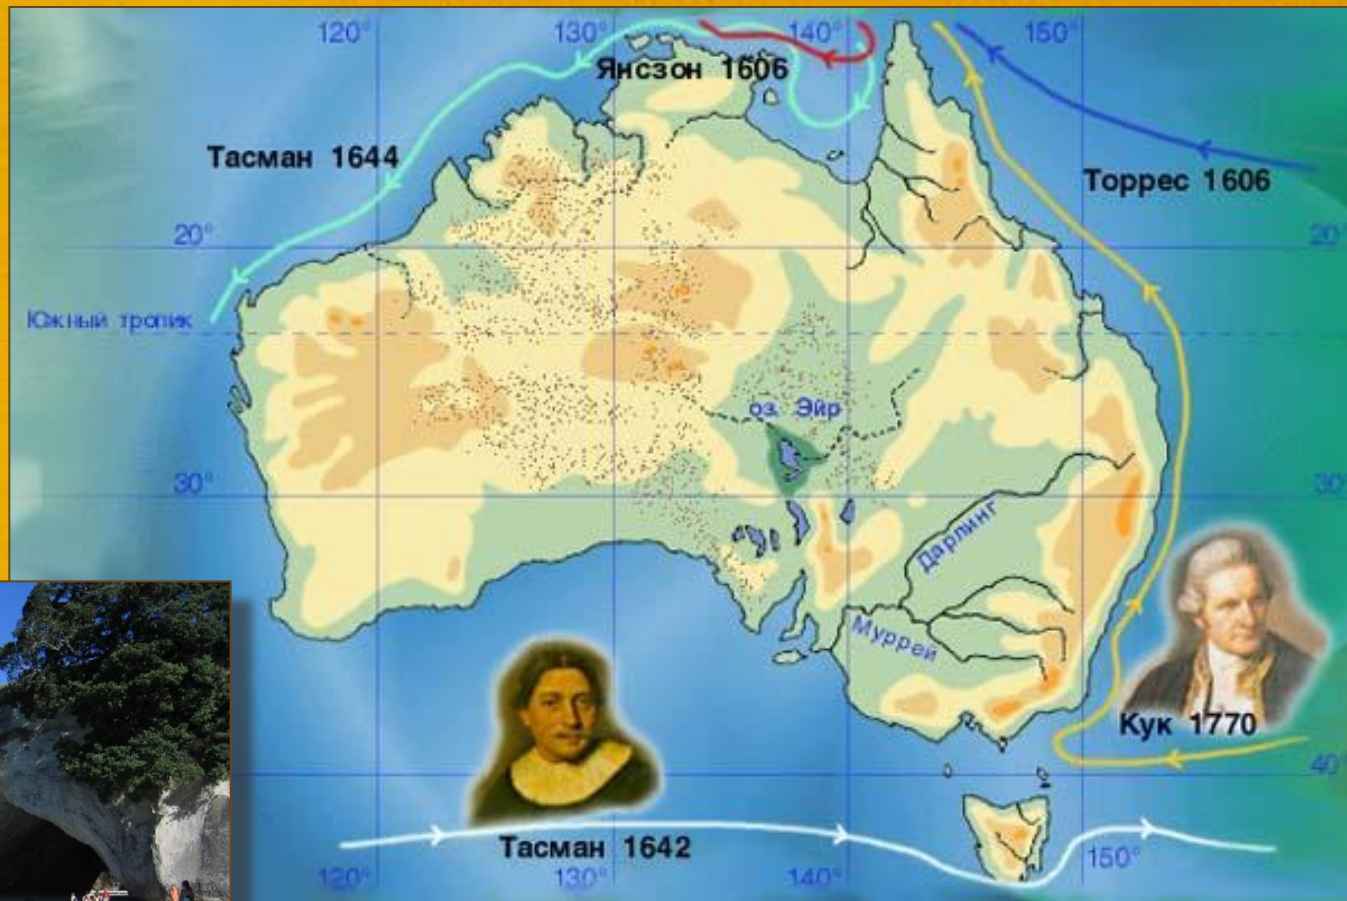 120° 130° 140° 150°
Янсзон 1606
Тасман 1644
Торрес 1606
20° 20°
Южный тропик
оз. Эйр
30° 30
Дарлинг
Муррей
Кук 1770
40
Тасман 1642
120° 130° 140° 150°